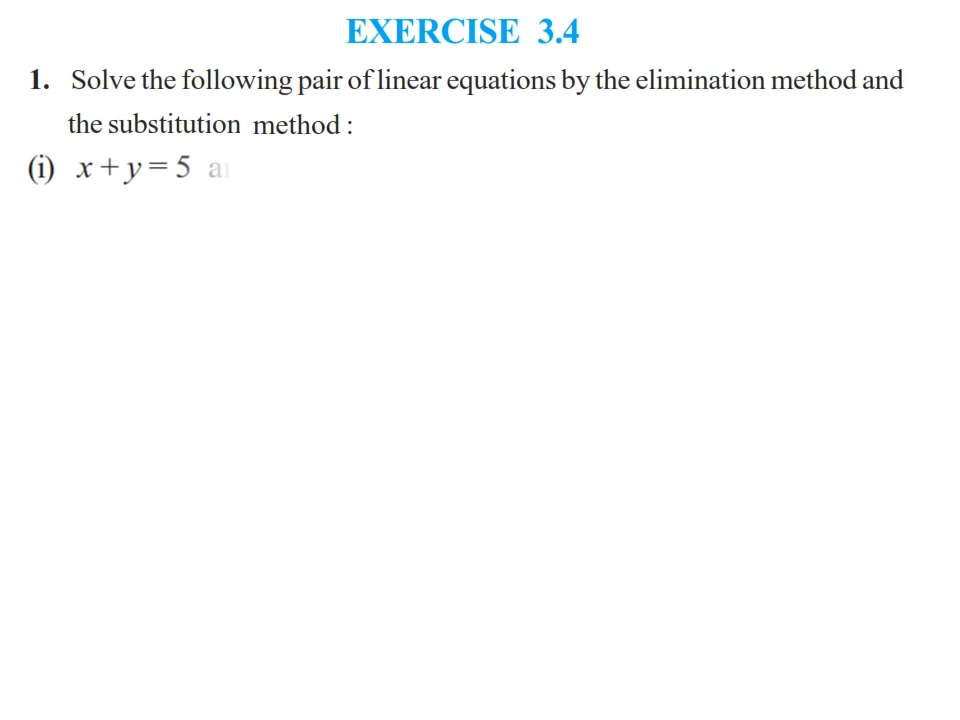 EXERCISE 3.4
1. Solve the following pair of linear equations by the elimination method and
the substitution method :
(i) x + y = 5